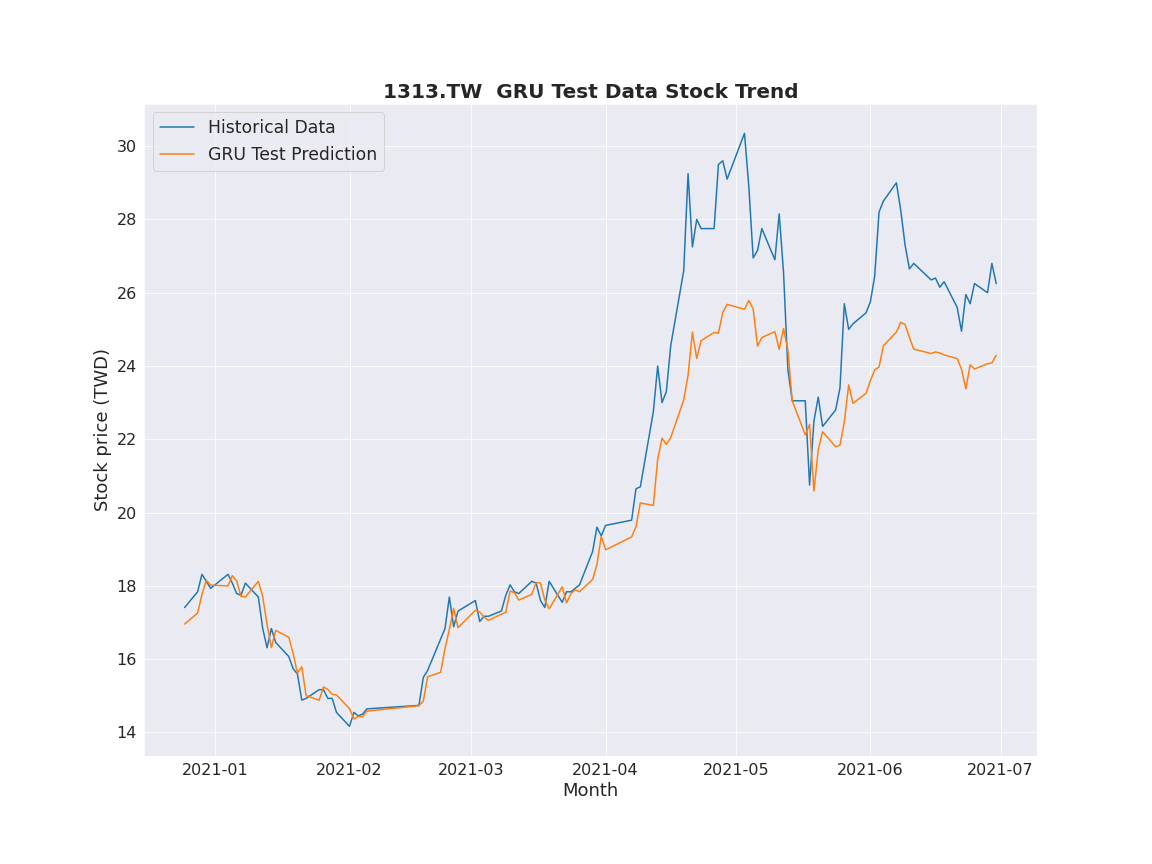 1313.TW  GRU Test Data Stock Trend
Historical Data
GRU Test Prediction
Stock price (TWD)
30
28
26
24
22
20
18
16
14
2021-01 2021-02 2021-03 2021-04 2021-05 2021-06 2021-07
Month